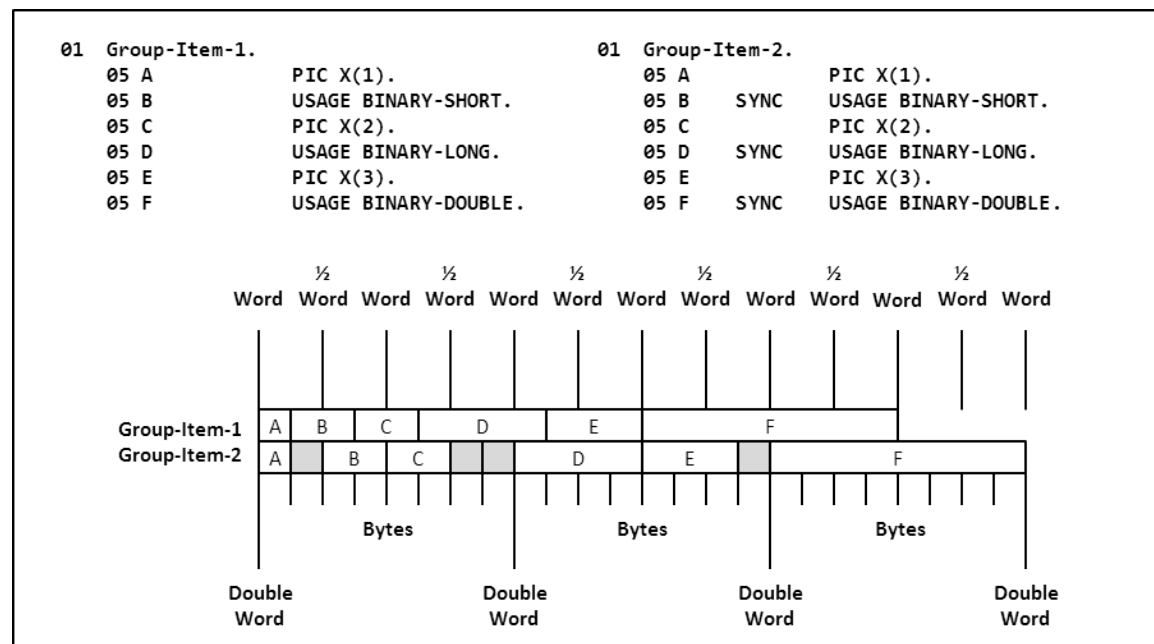 01  Group-Item-1.
05 A  PIC X(1).
05 B  USAGE BINARY-SHORT.
05 C  PIC X(2).
05 D  USAGE BINARY-LONG.
05 E  PIC X(3).
05 F  USAGE BINARY-DOUBLE.
01  Group-Item-2.
05 A  PIC X(1).
05 B  SYNC  USAGE BINARY-SHORT.
05 C  PIC X(2).
05 D  SYNC  USAGE BINARY-LONG.
05 E  PIC X(3).
05 F  SYNC  USAGE BINARY-DOUBLE.
½ ½ ½ ½ ½ ½
Word Word Word Word Word Word Word Word Word Word Word Word Word
Group-Item-1 A B C D E F
Group-Item-2 A B C D E F
Bytes Bytes Bytes
Double Double Double Double
Word Word Word Word